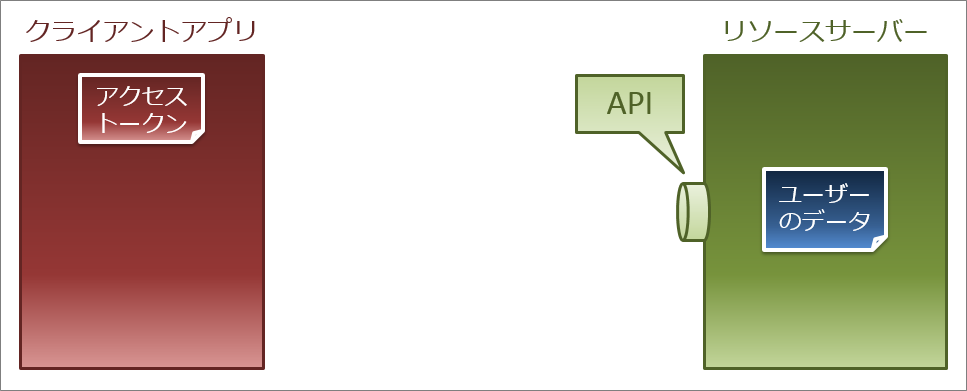 クライアントアプリ
リソースサーバー
アクセス
トークン
API
ユーザー
のデータ